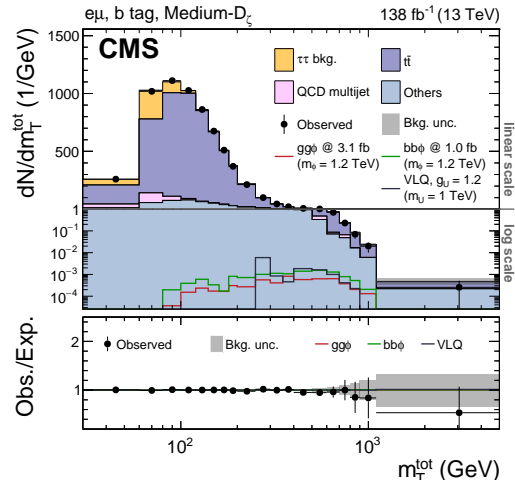 eμ, b tag, Medium-D_ζ 138 fb⁻¹ (13 TeV)
CMS
ττ bkg. tt̄
QCD multijet Others
Observed Bkg. unc.
ggϕ @ 3.1 fb (m_ϕ = 1.2 TeV)
bbϕ @ 1.0 fb (m_ϕ = 1.2 TeV)
VLQ, g_U = 1.2 (m_U = 1 TeV)
dN/dm_T^tot (1/GeV)
1500
1000
500
1
10⁻¹
10⁻²
10⁻³
10⁻⁴
linear scale
log scale
Observed Bkg. unc. ggϕ bbϕ VLQ
Obs./Exp.
2
1
10² 10³
m_T^tot (GeV)